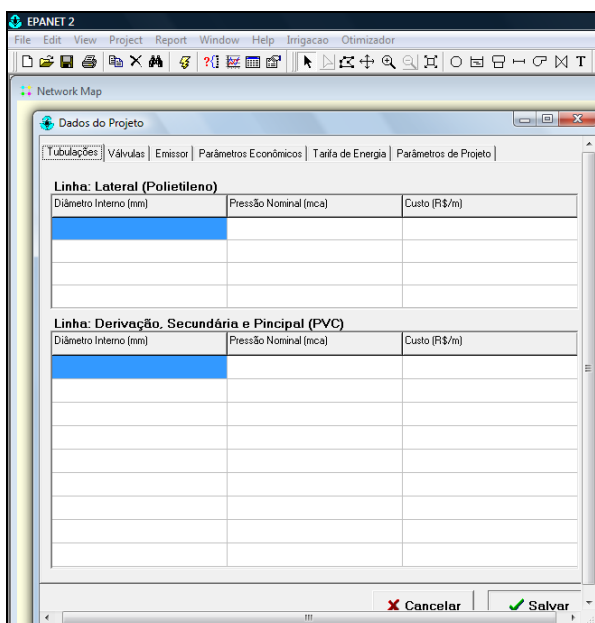 EPANET 2
File Edit View Project Report Window Help Irrigacao Otimizador
T
Network Map
Dados do Projeto
Tubulações Válvulas Emissor Parâmetros Econômicos Tarifa de Energia Parâmetros de Projeto
Linha: Lateral (Polietileno)
Diâmetro Interno (mm) Pressão Nominal (mca) Custo (R$/m)
Linha: Derivação, Secundária e Pincipal (PVC)
Diâmetro Interno (mm) Pressão Nominal (mca) Custo (R$/m)
Cancelar Salvar